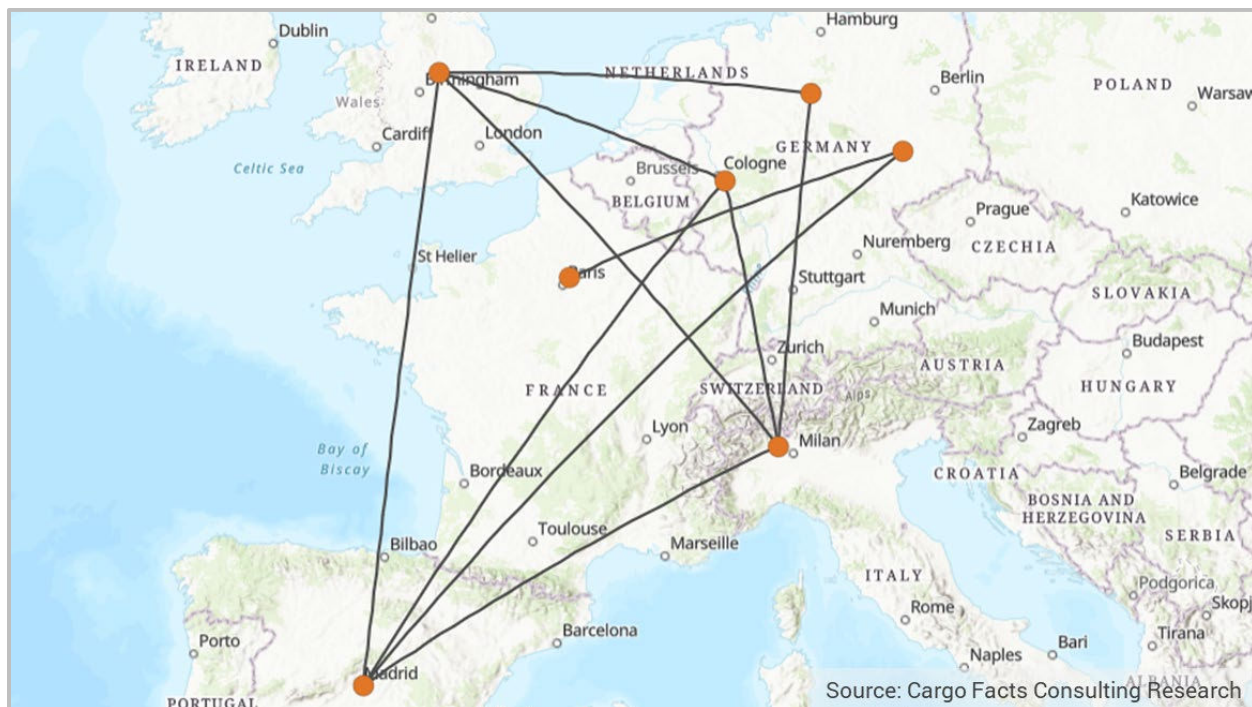 Hamburg
Dublin
IRELAND
NETHERLANDS
Berlin
POLAND
Birmingham
Warsaw
Wales
Cardiff
London
GERMANY
Celtic Sea
Brussels
Cologne
BELGIUM
Katowice
Prague
CZECHIA
Nuremberg
St Helier
Paris
Stuttgart
SLOVAKIA
Munich
Budapest
Zurich
AUSTRIA
FRANCE
SWITZERLAND
Alps
HUNGARY
Lyon
Milan
Zagreb
Bay of
Biscay
Bordeaux
CROATIA
Belgrade
BOSNIA AND
HERZEGOVINA
Toulouse
SERBIA
Bilbao
Marseille
ITALY
Podgorica
Rome
Skopj
Barcelona
Porto
Bari
Tirana
Naples
Madrid
ALBANIA
PORTUGAL
Source: Cargo Facts Consulting Research